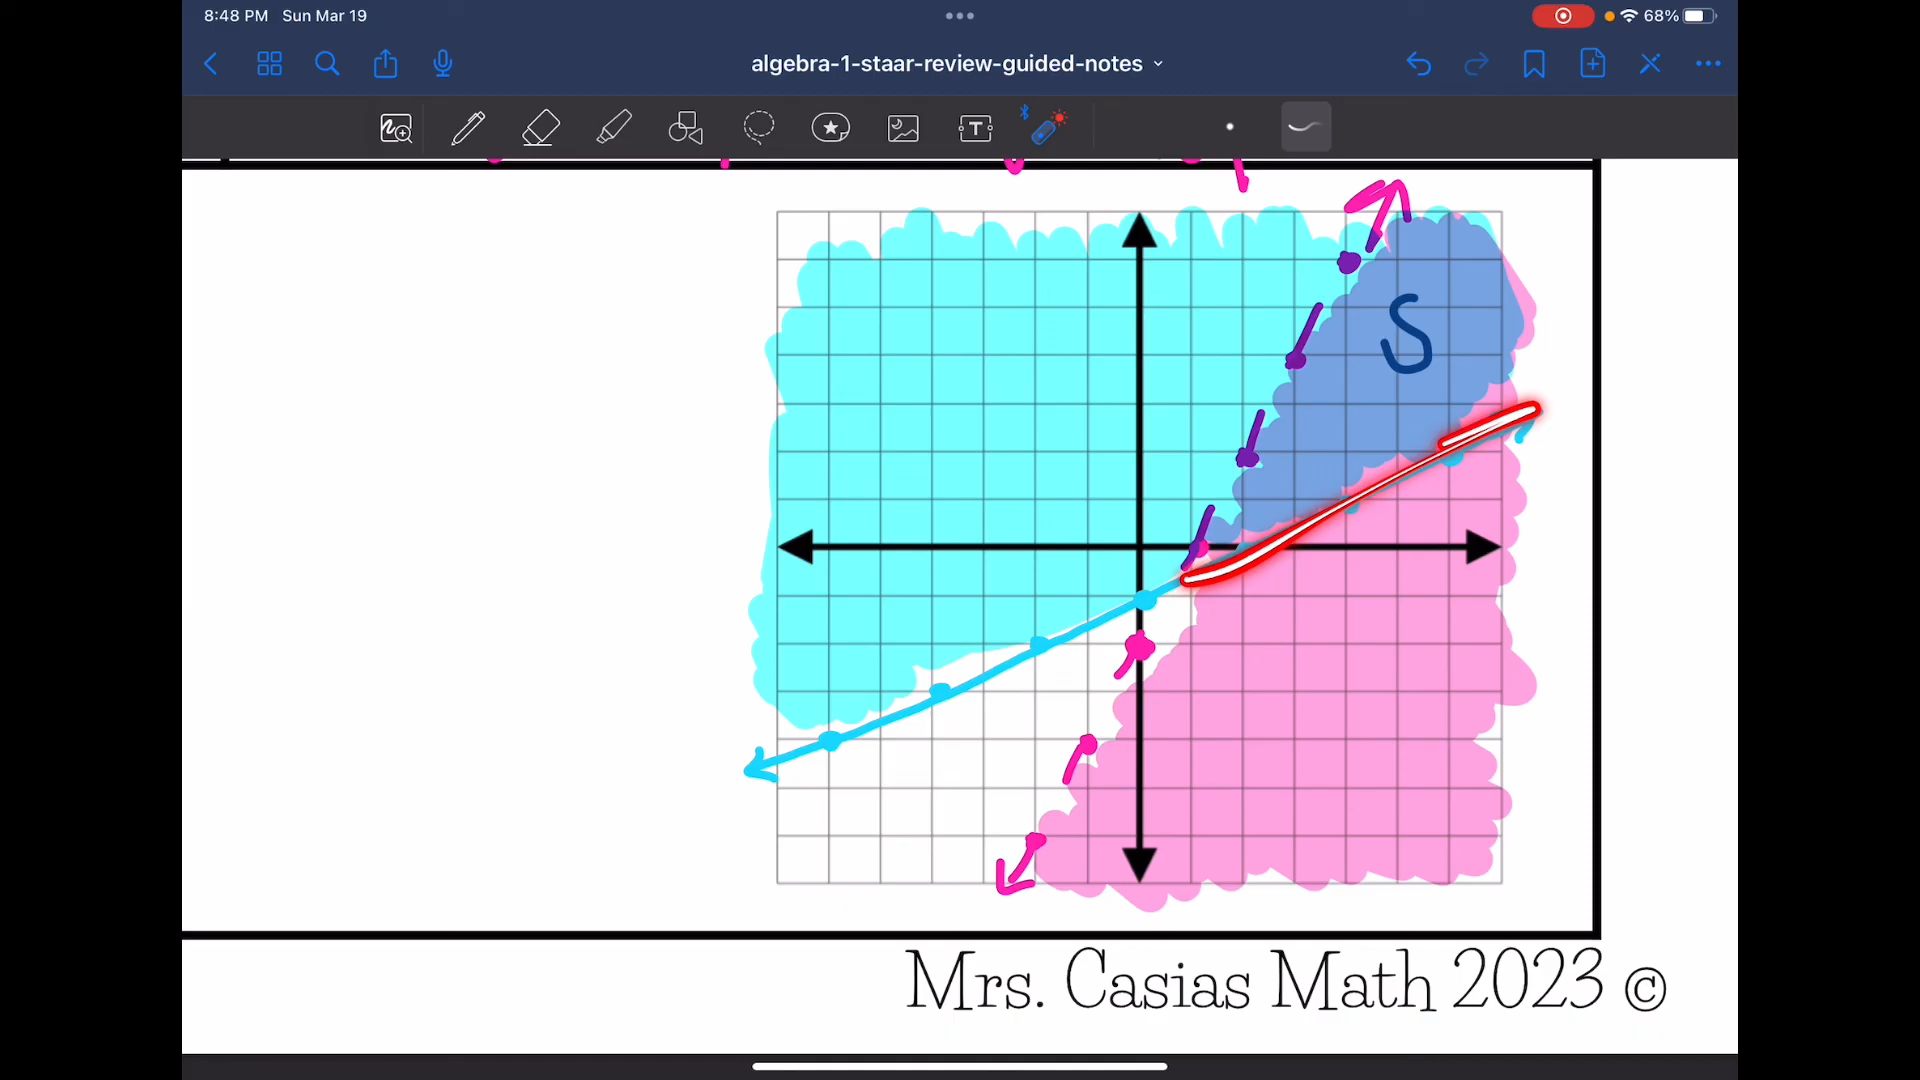 8:48 PM Sun Mar 19
68%
algebra-1-staar-review-guided-notes
T
S
Mrs. Casias Math 2023 ©